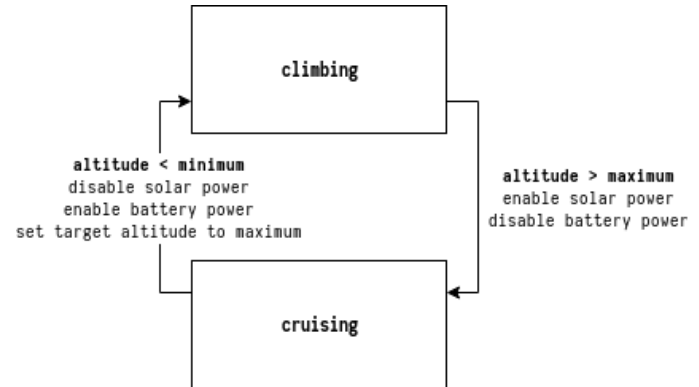 climbing
altitude < minimum
disable solar power
enable battery power
set target altitude to maximum
altitude > maximum
enable solar power
disable battery power
cruising